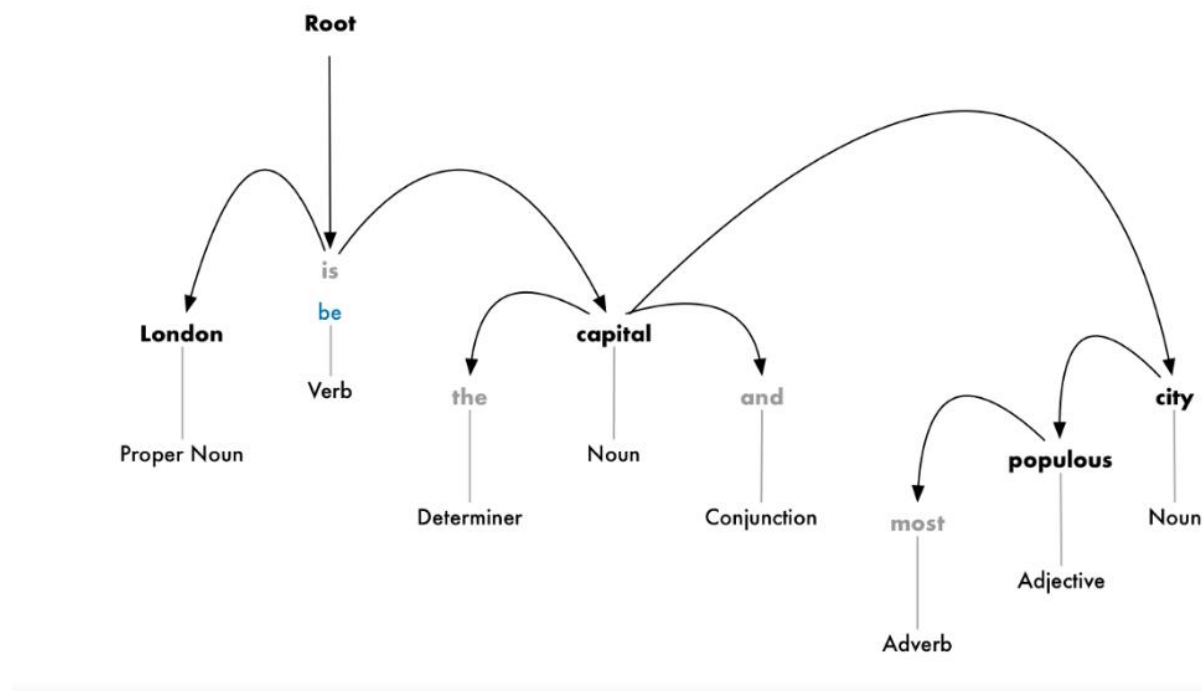 Root
is
be
London
capital
Verb
the
and
city
Proper Noun
Noun
populous
Determiner
Conjunction
most
Noun
Adjective
Adverb